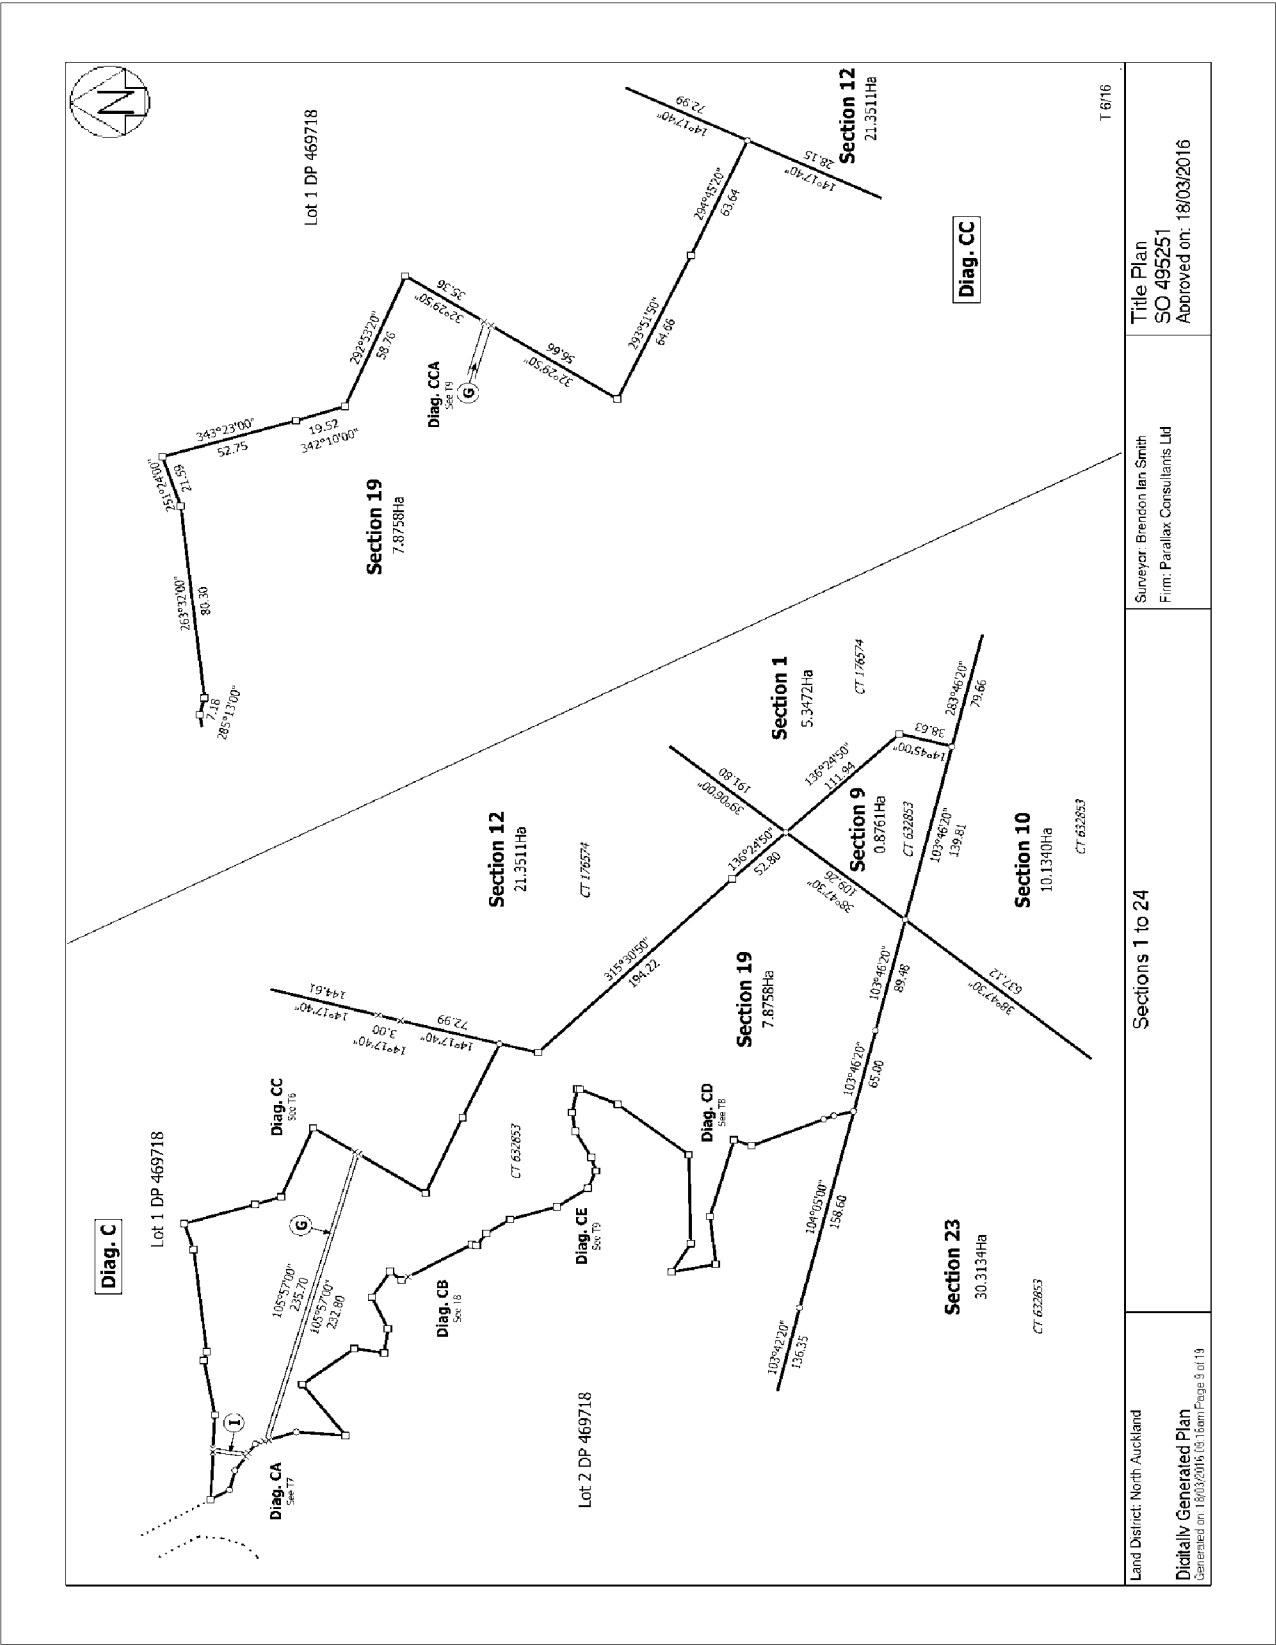 N
Diag. C
Lot 1 DP 469718
Diag. CC
See T6
144.61
14°17'40"
3.00
14°17'40"
72.99
14°17'40"
G
105°57'00"
235.70
105°57'00"
232.80
I
Diag. CA
See T7
Diag. CB
See T8
Diag. CE
See T9
Diag. CD
See T8
CT 632853
Lot 2 DP 469718
Section 12
21.3511Ha
CT 176574
315°30'50"
194.22
136°24'50"
52.80
39°06'00"
191.80
Section 1
5.3472Ha
CT 176574
136°24'50"
111.94
14°45'00"
38.63
283°46'20"
79.66
Section 9
0.8761Ha
CT 632853
38°47'30"
109.26
103°46'20"
139.81
Section 19
7.8758Ha
103°46'20"
89.48
103°46'20"
65.00
38°47'30"
637.12
Section 10
10.1340Ha
CT 632853
104°05'00"
158.60
103°42'20"
136.35
Section 23
30.3134Ha
CT 632853
Lot 1 DP 469718
285°13'00"
7.18
263°32'00"
80.30
251°24'00"
21.59
343°23'00"
52.75
19.52
342°10'00"
292°53'20"
58.76
35.36
32°29'50"
Diag. CCA
See T9
G
56.66
32°29'50"
Section 19
7.8758Ha
293°51'50"
64.66
294°45'20"
63.64
72.99
14°17'40"
28.15
14°17'40"
Section 12
21.3511Ha
Diag. CC
T 6/16
Land District: North Auckland
Digitally Generated Plan
Generated on: 18/03/2016 09:16am Page 9 of 19
Sections 1 to 24
Surveyor: Brendon Ian Smith
Firm: Parallax Consultants Ltd
Title Plan
SO 495251
Approved on: 18/03/2016